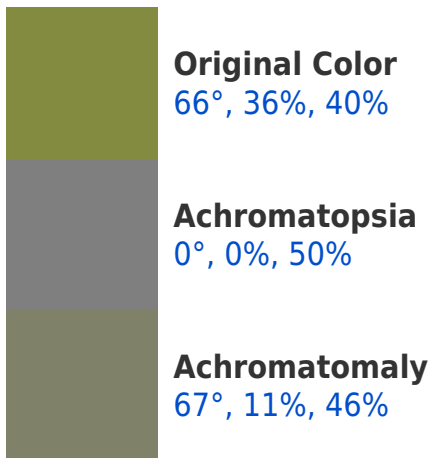 Original Color
66°, 36%, 40%
Achromatopsia
0°, 0%, 50%
Achromatomaly
67°, 11%, 46%